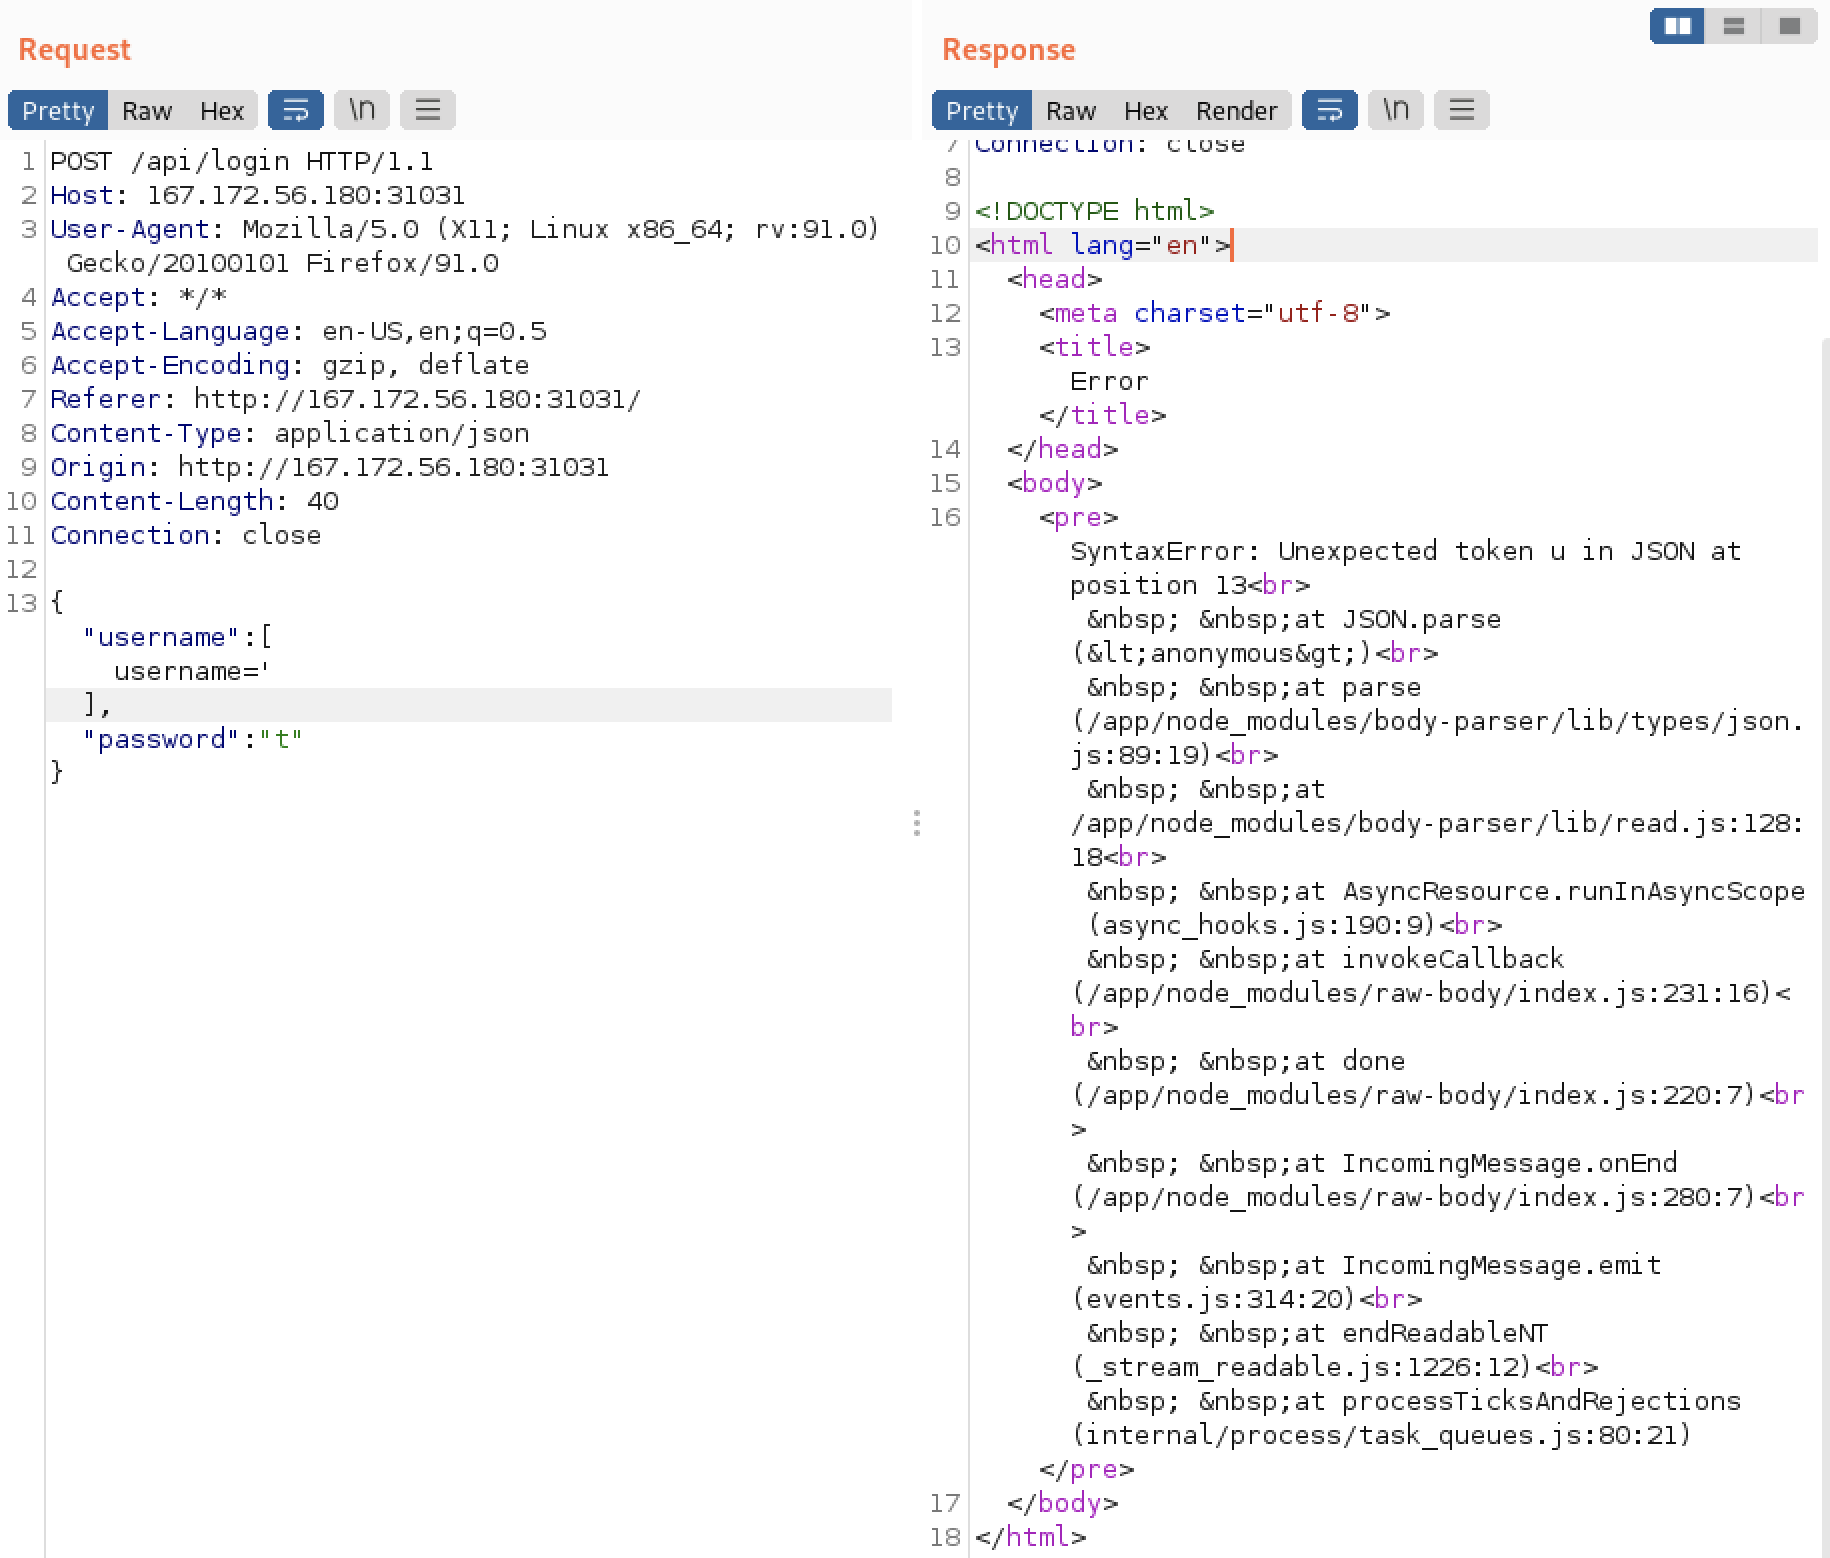 Request
Pretty Raw Hex \n
1 POST /api/login HTTP/1.1
2 Host: 167.172.56.180:31031
3 User-Agent: Mozilla/5.0 (X11; Linux x86_64; rv:91.0)
Gecko/20100101 Firefox/91.0
4 Accept: */*
5 Accept-Language: en-US,en;q=0.5
6 Accept-Encoding: gzip, deflate
7 Referer: http://167.172.56.180:31031/
8 Content-Type: application/json
9 Origin: http://167.172.56.180:31031
10 Content-Length: 40
11 Connection: close
12
13 {
"username":[
username='
],
"password":"t"
}
Response
Pretty Raw Hex Render \n
7 Connection: close
8
9 <!DOCTYPE html>
10 <html lang="en">
11 <head>
12 <meta charset="utf-8">
13 <title>
Error
</title>
14 </head>
15 <body>
16 <pre>
SyntaxError: Unexpected token u in JSON at
position 13<br>
&nbsp; &nbsp;at JSON.parse
(&lt;anonymous&gt;)<br>
&nbsp; &nbsp;at parse
(/app/node_modules/body-parser/lib/types/json.
js:89:19)<br>
&nbsp; &nbsp;at
/app/node_modules/body-parser/lib/read.js:128:
18<br>
&nbsp; &nbsp;at AsyncResource.runInAsyncScope
(async_hooks.js:190:9)<br>
&nbsp; &nbsp;at invokeCallback
(/app/node_modules/raw-body/index.js:231:16)<
br>
&nbsp; &nbsp;at done
(/app/node_modules/raw-body/index.js:220:7)<br
>
&nbsp; &nbsp;at IncomingMessage.onEnd
(/app/node_modules/raw-body/index.js:280:7)<br
>
&nbsp; &nbsp;at IncomingMessage.emit
(events.js:314:20)<br>
&nbsp; &nbsp;at endReadableNT
(_stream_readable.js:1226:12)<br>
&nbsp; &nbsp;at processTicksAndRejections
(internal/process/task_queues.js:80:21)
</pre>
17 </body>
18 </html>